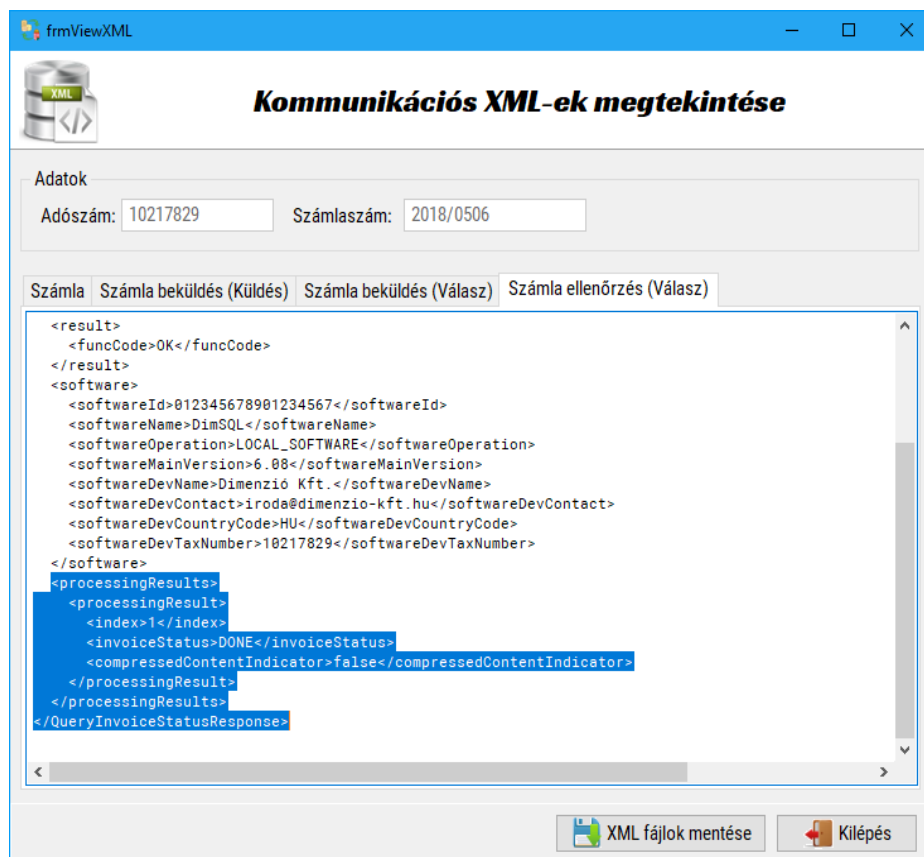 frmViewXML
XML
</>
Kommunikációs XML-ek megtekintése
Adatok
Adószám: 10217829 Számlaszám: 2018/0506
Számla Számla beküldés (Küldés) Számla beküldés (Válasz) Számla ellenőrzés (Válasz)
<result>
<funcCode>OK</funcCode>
</result>
<software>
<softwareId>012345678901234567</softwareId>
<softwareName>DimSQL</softwareName>
<softwareOperation>LOCAL_SOFTWARE</softwareOperation>
<softwareMainVersion>6.08</softwareMainVersion>
<softwareDevName>Dimenzió Kft.</softwareDevName>
<softwareDevContact>iroda@dimenzio-kft.hu</softwareDevContact>
<softwareDevCountryCode>HU</softwareDevCountryCode>
<softwareDevTaxNumber>10217829</softwareDevTaxNumber>
</software>
<processingResults>
<processingResult>
<index>1</index>
<invoiceStatus>DONE</invoiceStatus>
<compressedContentIndicator>false</compressedContentIndicator>
</processingResult>
</processingResults>
</QueryInvoiceStatusResponse>
XML fájlok mentése Kilépés